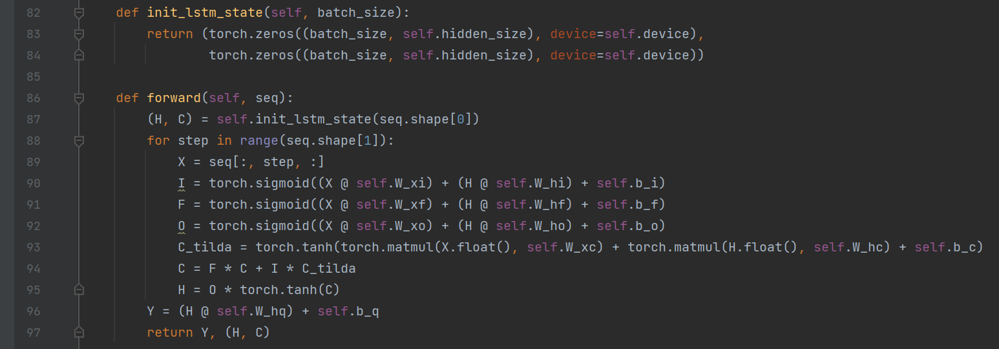 82 def init_lstm_state(self, batch_size):
83 return (torch.zeros((batch_size, self.hidden_size), device=self.device),
84 torch.zeros((batch_size, self.hidden_size), device=self.device))
85
86 def forward(self, seq):
87 (H, C) = self.init_lstm_state(seq.shape[0])
88 for step in range(seq.shape[1]):
89 X = seq[:, step, :]
90 I = torch.sigmoid((X @ self.W_xi) + (H @ self.W_hi) + self.b_i)
91 F = torch.sigmoid((X @ self.W_xf) + (H @ self.W_hf) + self.b_f)
92 O = torch.sigmoid((X @ self.W_xo) + (H @ self.W_ho) + self.b_o)
93 C_tilda = torch.tanh(torch.matmul(X.float(), self.W_xc) + torch.matmul(H.float(), self.W_hc) + self.b_c)
94 C = F * C + I * C_tilda
95 H = O * torch.tanh(C)
96 Y = (H @ self.W_hq) + self.b_q
97 return Y, (H, C)